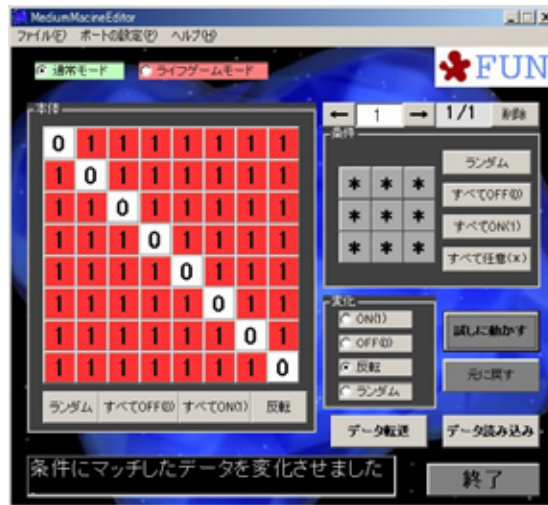 MediumMacineEditor
ファイル(F) ポートの設定(P) ヘルプ(H)
通常モード ライフゲームモード
FUN
本体
← 1 → 1/1 削除
0 1 1 1 1 1 1 1
1 0 1 1 1 1 1 1
1 1 0 1 1 1 1 1
1 1 1 0 1 1 1 1
1 1 1 1 0 1 1 1
1 1 1 1 1 0 1 1
1 1 1 1 1 1 0 1
1 1 1 1 1 1 1 0
ランダム すべてOFF(0) すべてON(1) 反転
条件
* * *
* * *
* * *
ランダム
すべてOFF(0)
すべてON(1)
すべて任意(*)
変化
ON(1)
OFF(0)
反転
ランダム
試しに動かす
元に戻す
データ転送 データ読み込み
条件にマッチしたデータを変化させました
終了